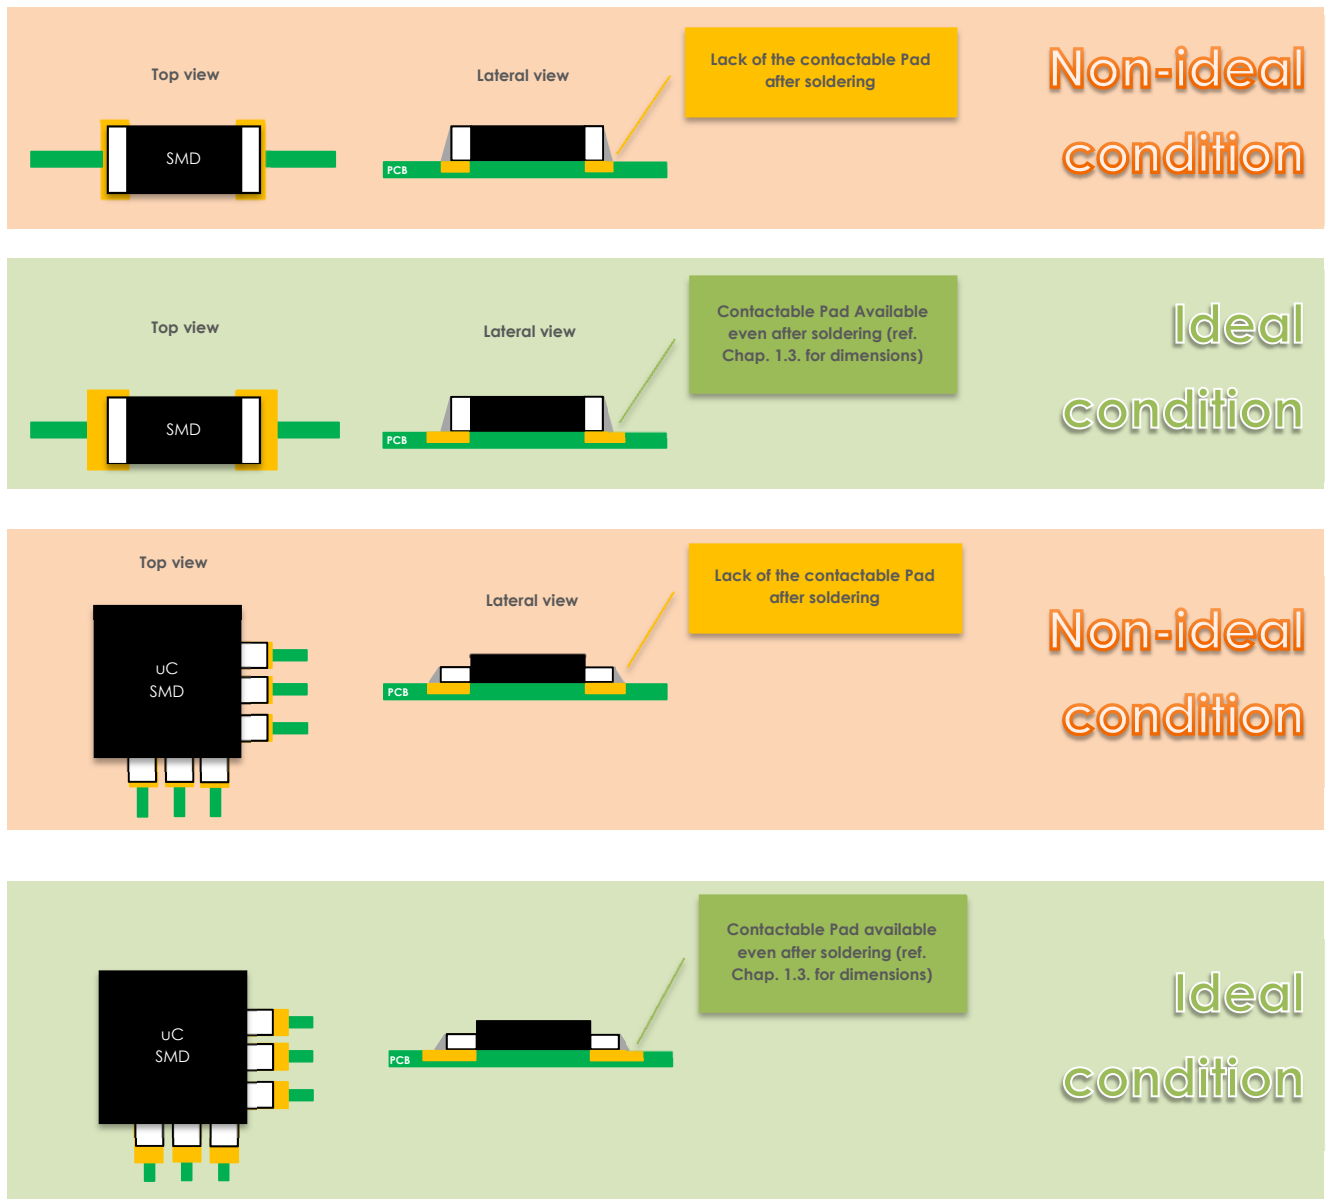 Top view
Lateral view
Lack of the contactable Pad
after soldering
Non-ideal
condition
SMD
PCB
Top view
Lateral view
Contactable Pad Available
even after soldering (ref.
Chap. 1.3. for dimensions)
Ideal
condition
SMD
PCB
Top view
Lateral view
Lack of the contactable Pad
after soldering
Non-ideal
condition
uC
SMD
PCB
Contactable Pad available
even after soldering (ref.
Chap. 1.3. for dimensions)
Ideal
condition
uC
SMD
PCB